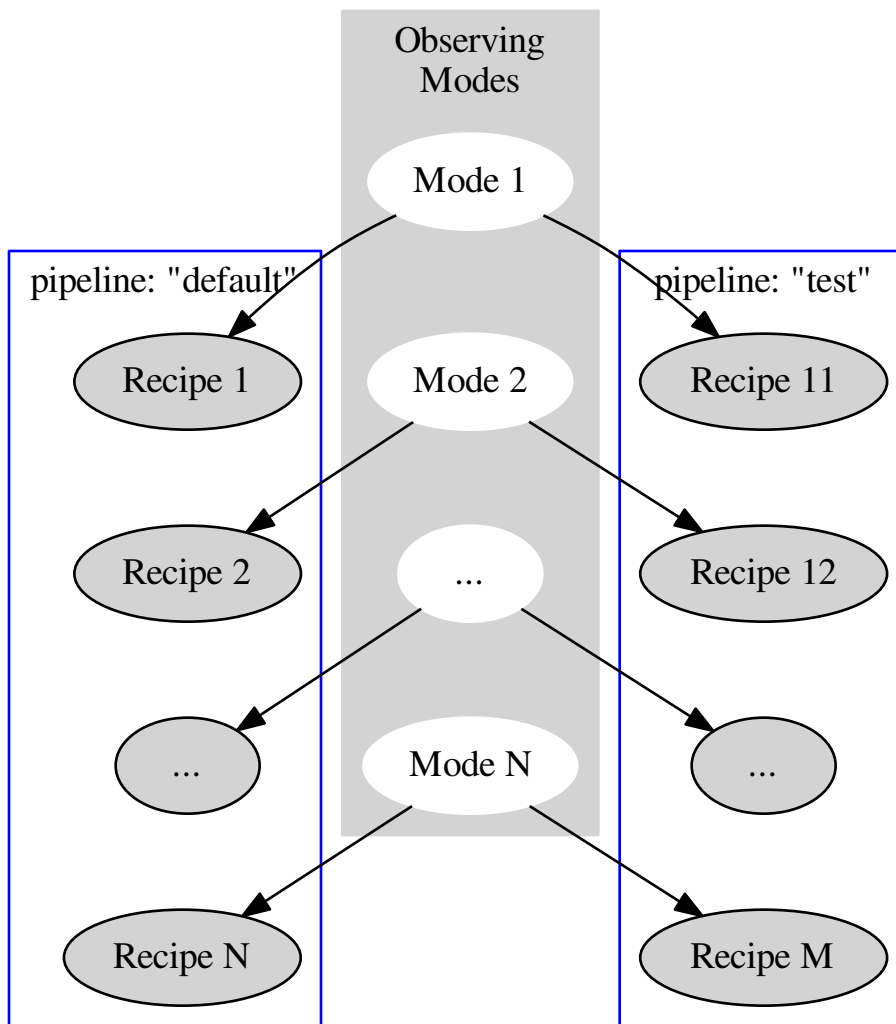 Observing
Modes
Mode 1
pipeline: "default"
pipeline: "test"
Recipe 1
Mode 2
Recipe 11
Recipe 2
...
Recipe 12
...
Mode N
...
Recipe N
Recipe M